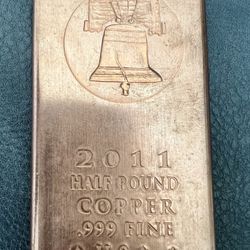 2011
HALF POUND
COPPER
.999 FINE